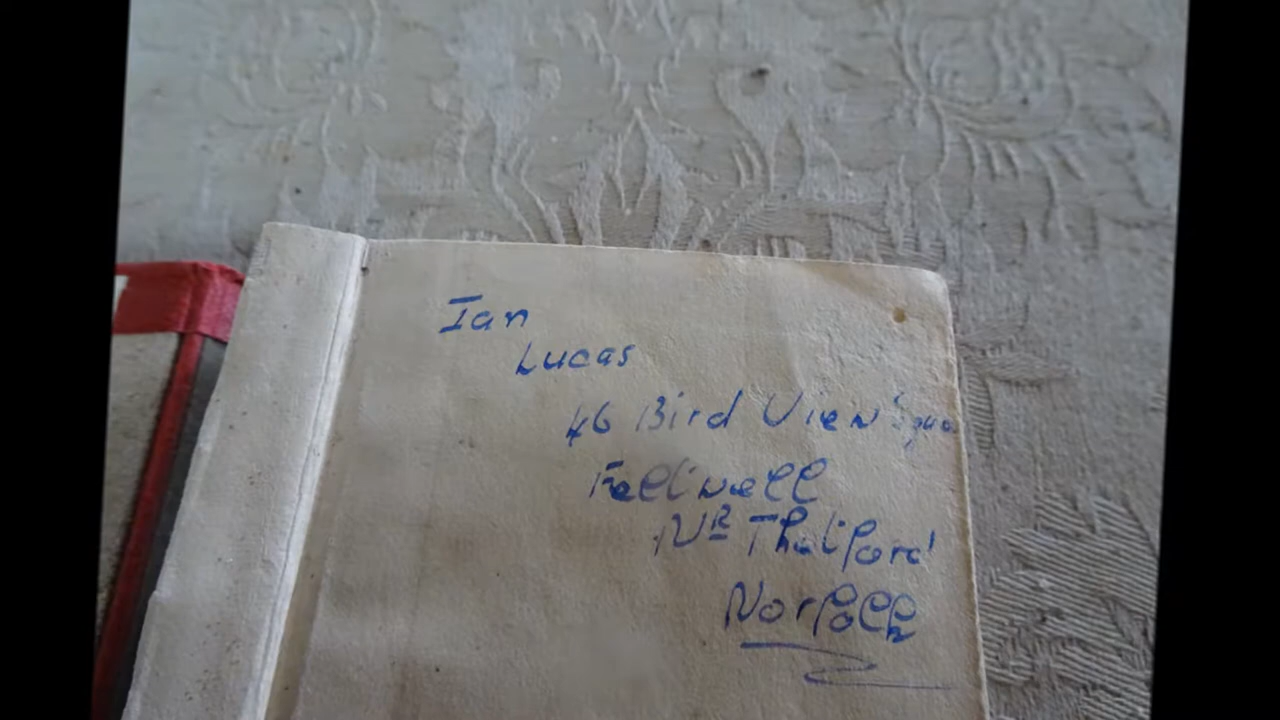 Ian
Lucas
46 Bird View Squa
Feltwell
NR Thetford
Norfolk